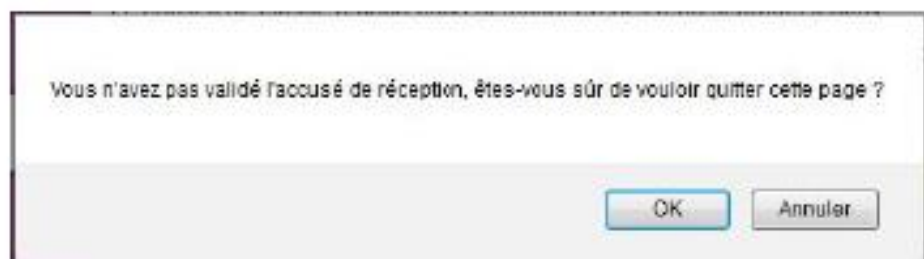 Vous n'avez pas validé l'accusé de réception, êtes-vous sûr de vouloir quitter cette page ?
OK Annuler